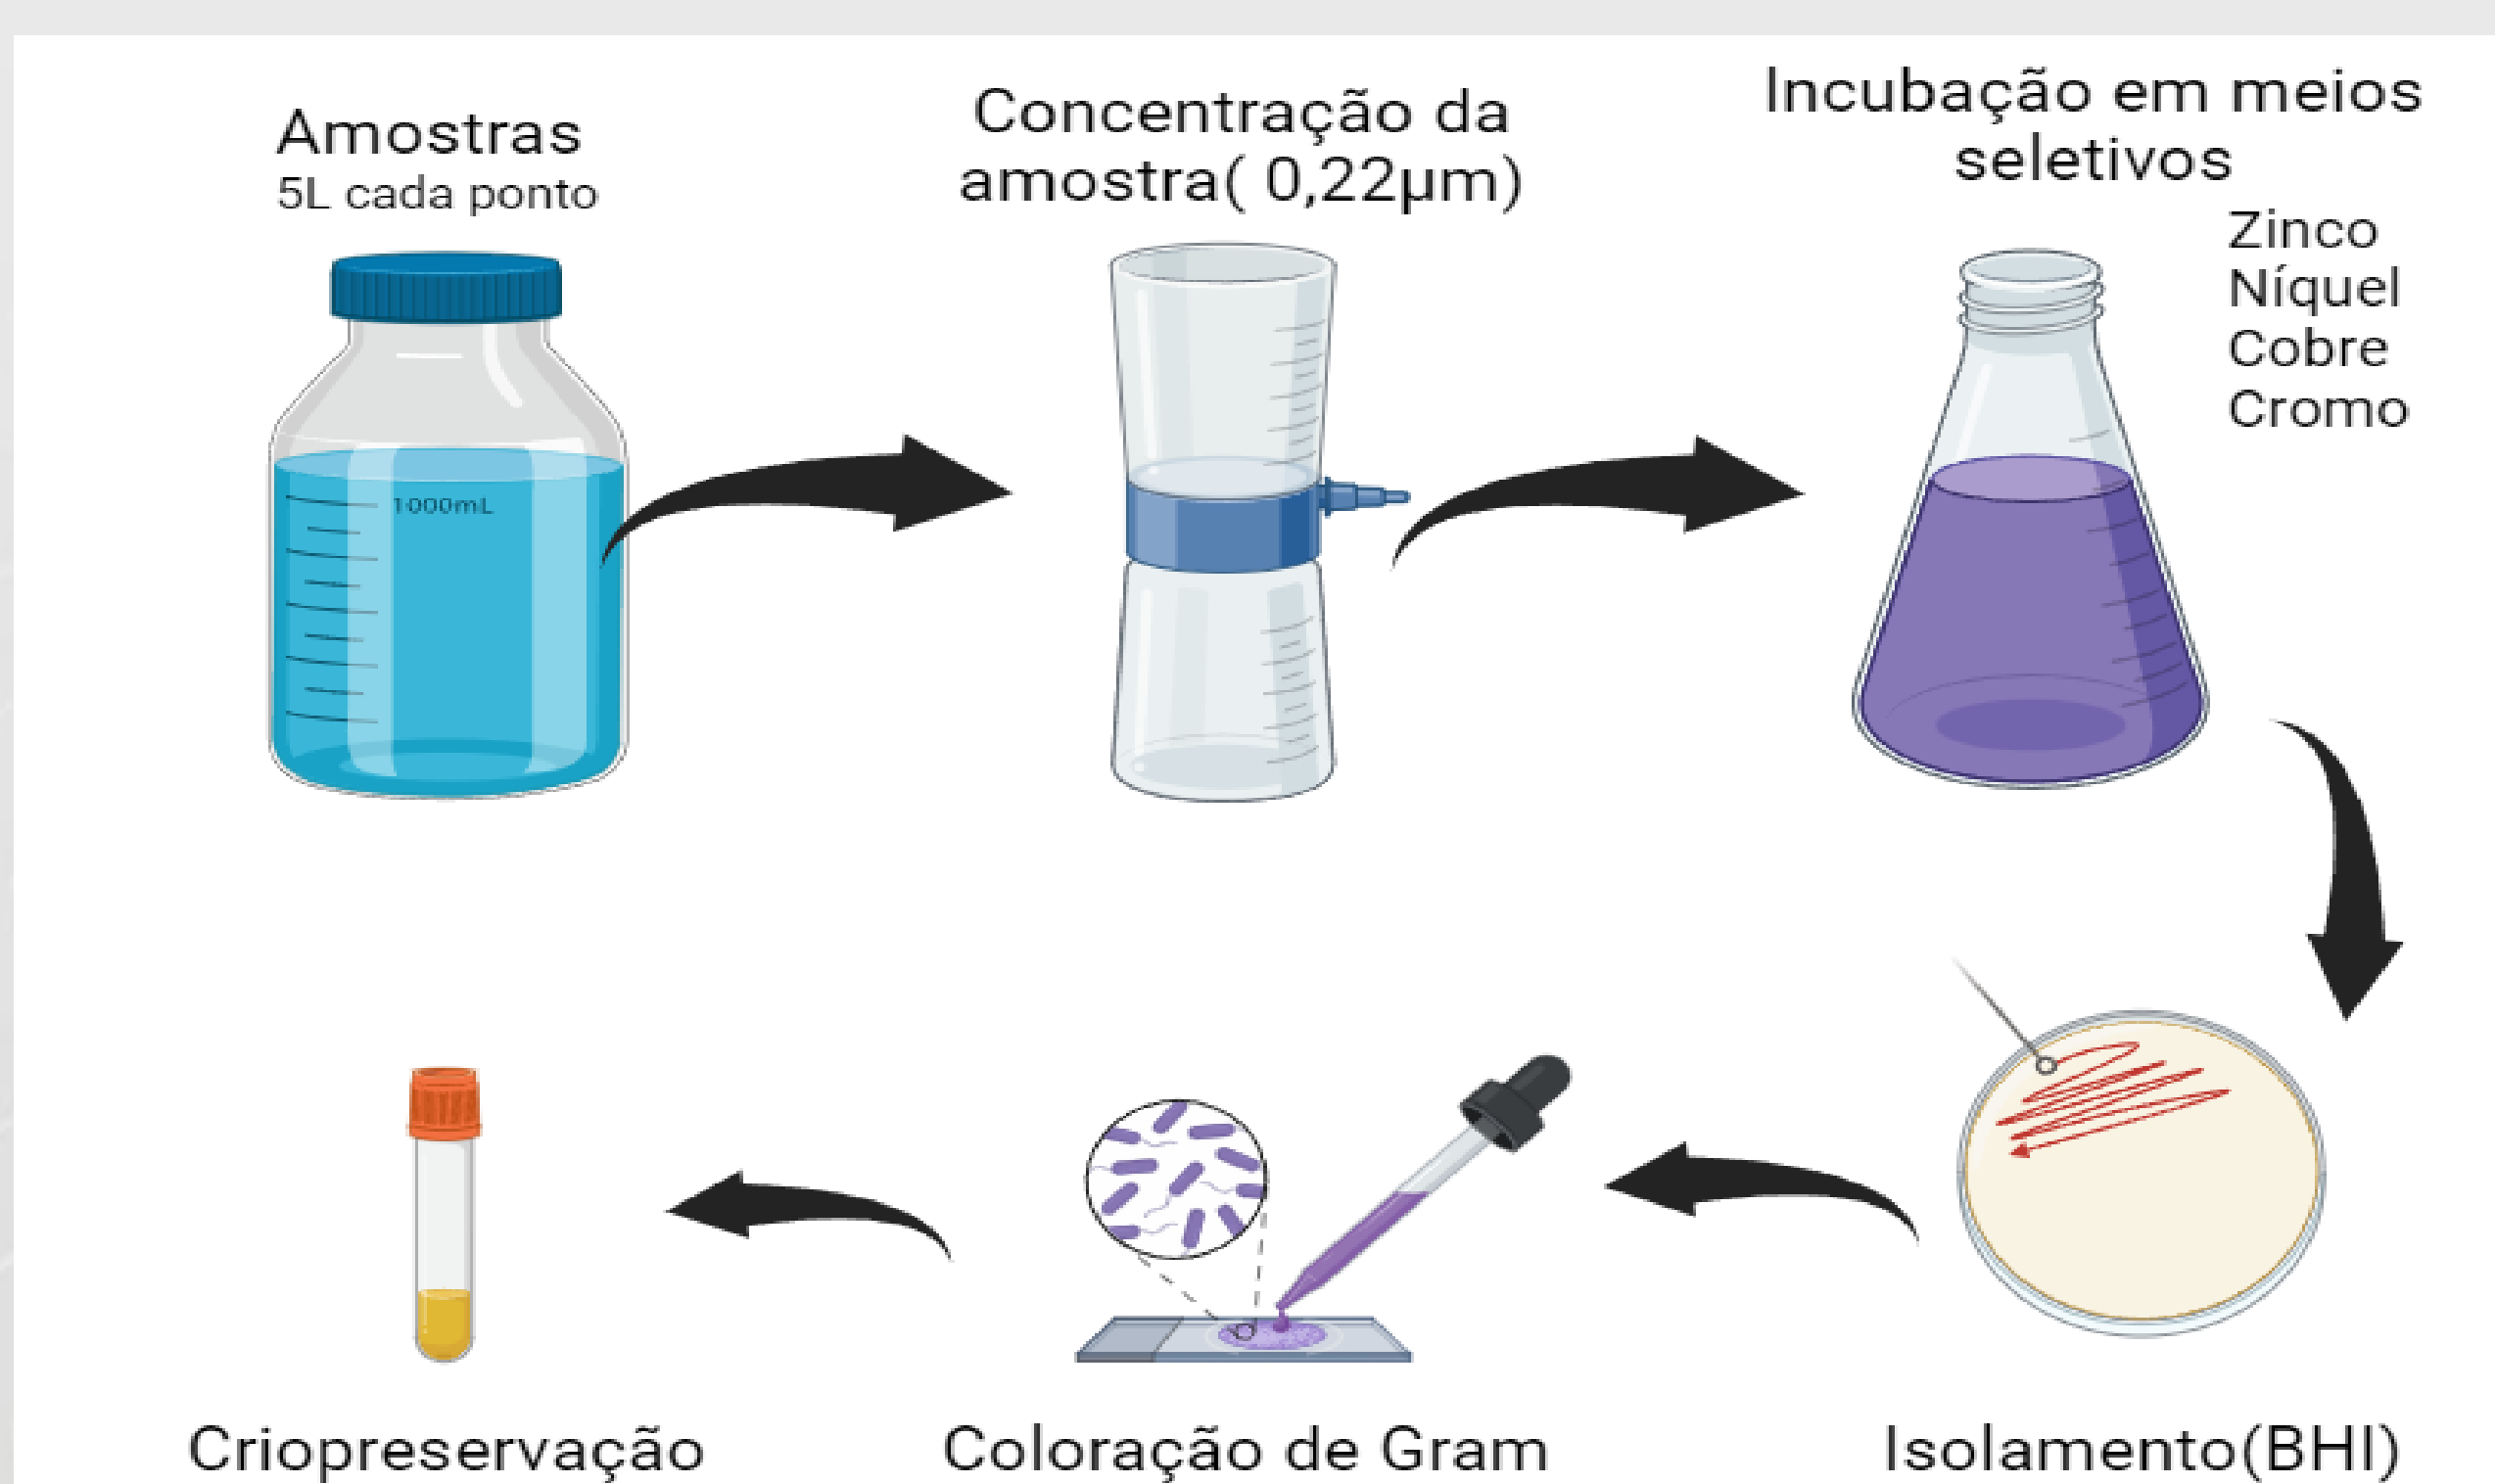 Amostras
5L cada ponto
1000mL
Concentração da
amostra( 0,22µm)
Incubação em meios
seletivos
Zinco
Níquel
Cobre
Cromo
Isolamento(BHI)
Coloração de Gram
Criopreservação